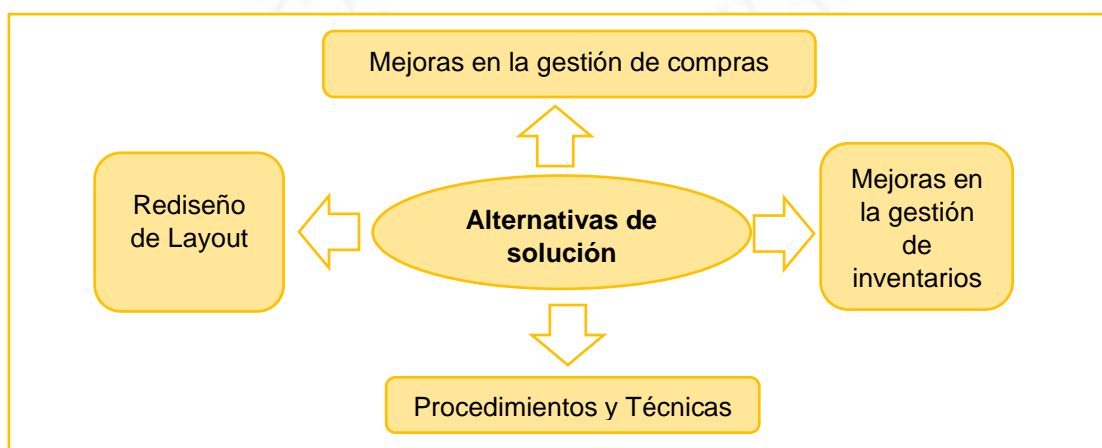 Mejoras en la gestión de compras
Rediseño
de Layout
Alternativas de
solución
Mejoras en
la gestión
de
inventarios
Procedimientos y Técnicas